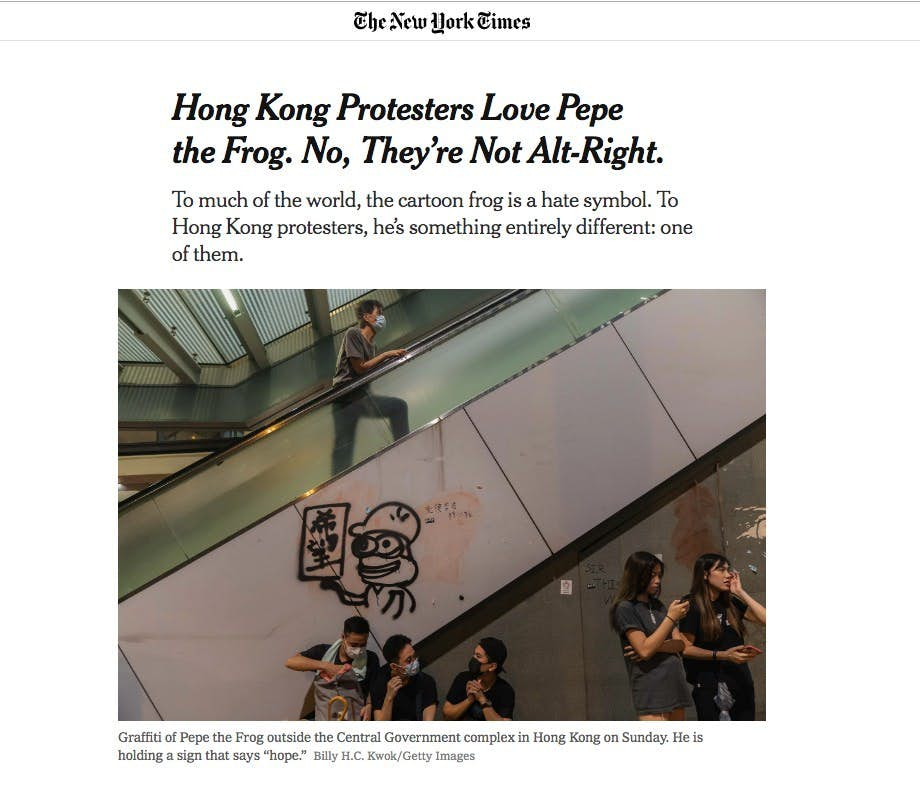 The New York Times
Hong Kong Protesters Love Pepe
the Frog. No, They’re Not Alt-Right.
To much of the world, the cartoon frog is a hate symbol. To
Hong Kong protesters, he’s something entirely different: one
of them.
希
望
SIR
THIS
Graffiti of Pepe the Frog outside the Central Government complex in Hong Kong on Sunday. He is
holding a sign that says “hope.” Billy H.C. Kwok/Getty Images